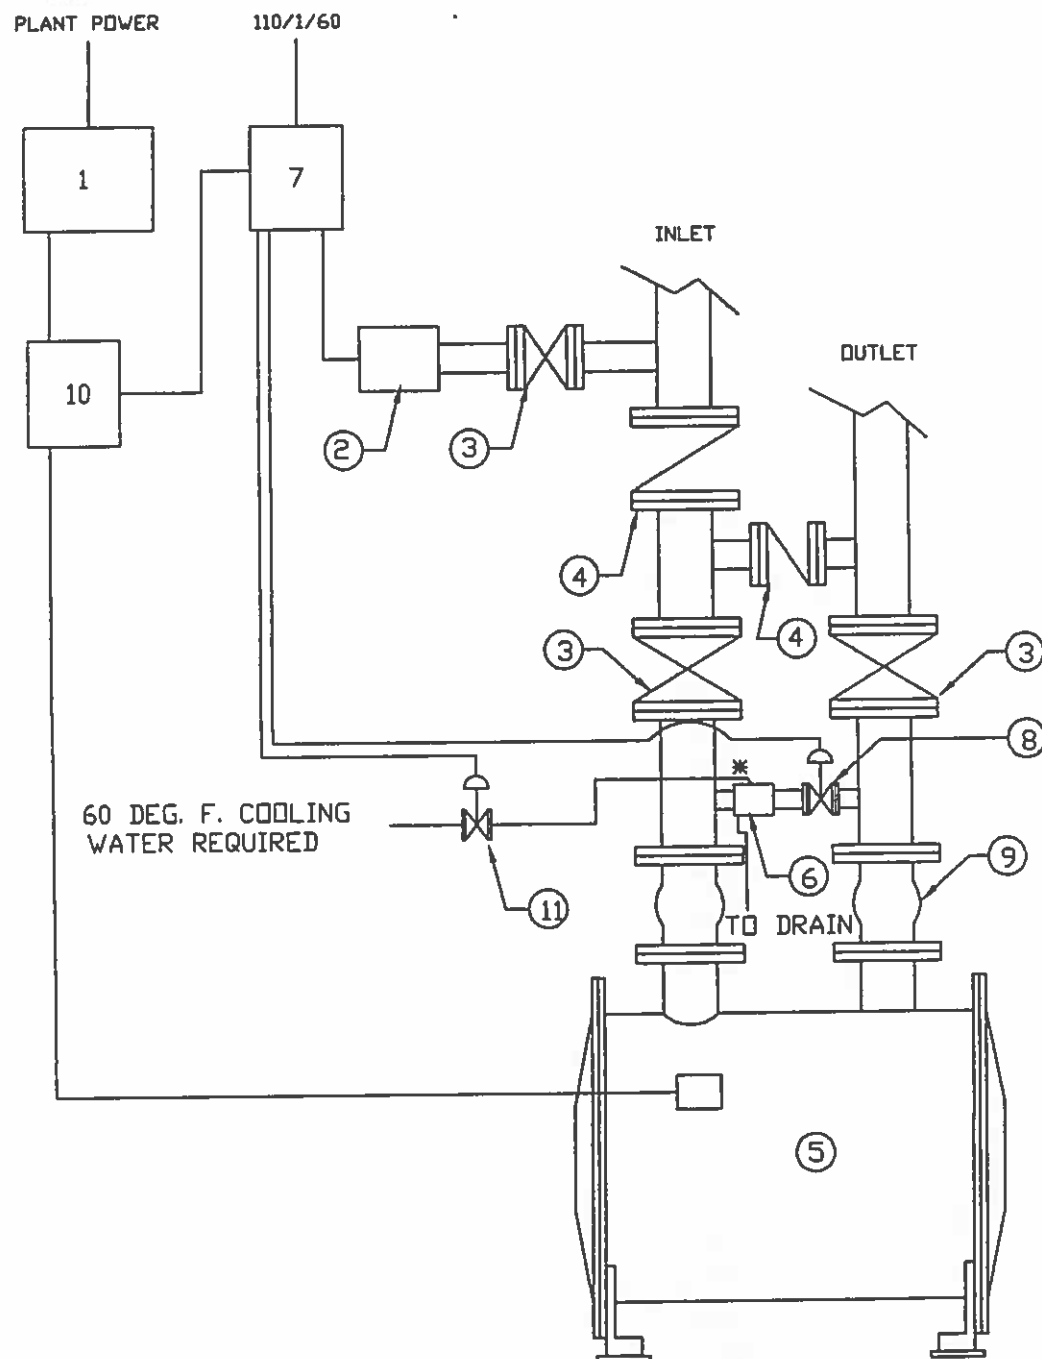 PLANT POWER
110/1/60
1
7
INLET
OUTLET
10
2
3
4
4
3
3
*
8
60 DEG. F. COOLING
WATER REQUIRED
6
9
11
TO DRAIN
5